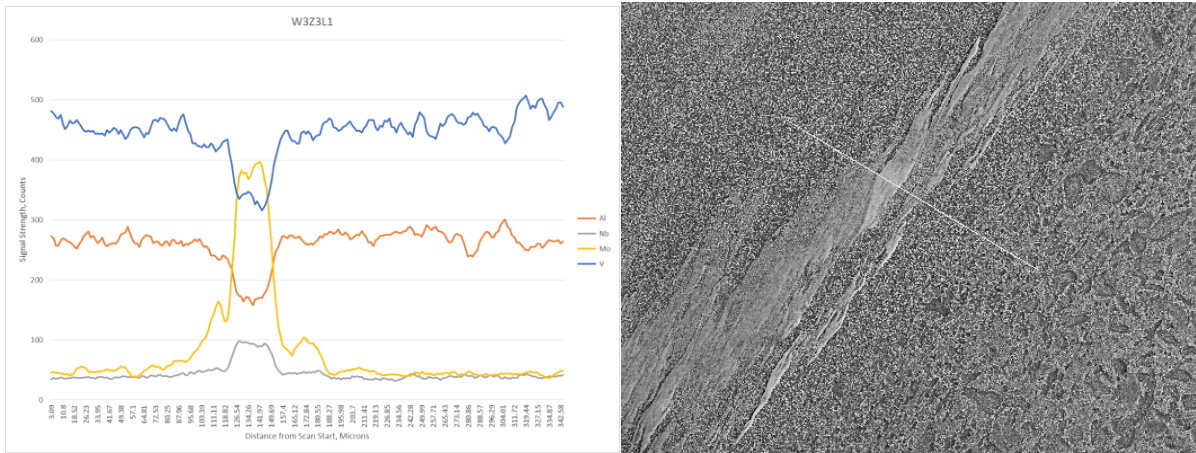 W3Z3L1
600
500
400
300
200
100
0
Signal Strength, Counts
3.09 10.8 18.52 26.23 33.95 41.67 49.38 57.1 64.81 72.53 80.25 87.96 95.68 103.39 111.11 118.82 126.54 134.26 141.97 149.69 157.4 165.12 172.84 180.55 188.27 195.98 203.7 211.41 219.13 226.85 234.56 242.28 249.99 257.71 265.43 273.14 280.86 288.57 296.29 304.01 311.72 319.44 327.15 334.87 342.58
Distance from Scan Start, Microns
Al
Nb
Mo
V